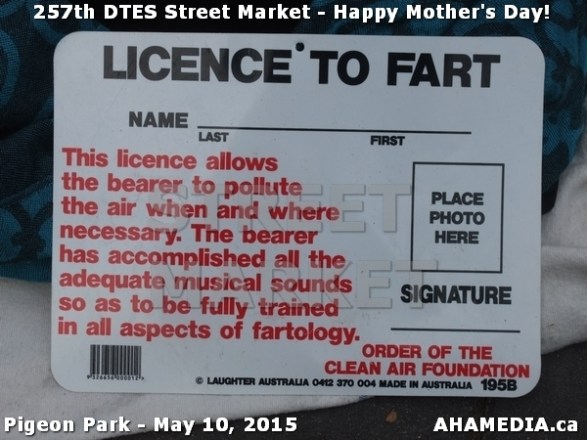 257th DTES Street Market - Happy Mother's Day!
LICENCE TO FART
NAME
LAST FIRST
This licence allows
the bearer to pollute
the air when and where
necessary. The bearer
has accomplished all the
adequate musical sounds
so as to be fully trained
in all aspects of fartology.
PLACE
PHOTO
HERE
SIGNATURE
ORDER OF THE
CLEAN AIR FOUNDATION
© LAUGHTER AUSTRALIA 0412 370 004 MADE IN AUSTRALIA 195B
STREET
MARKET
Pigeon Park - May 10, 2015 AHAMEDIA.ca